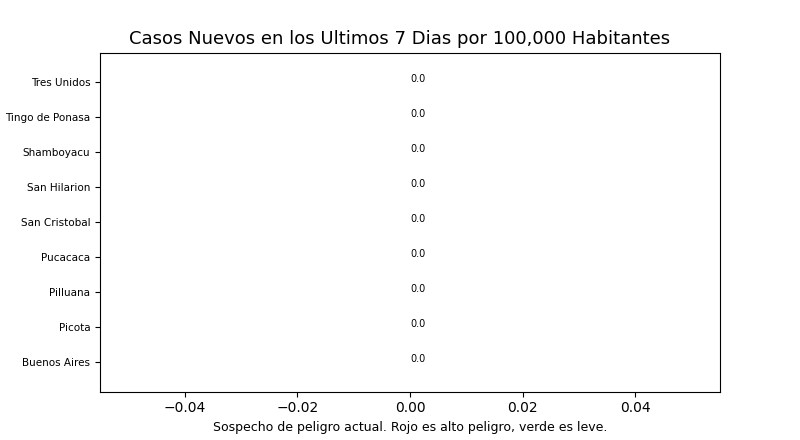 Casos Nuevos en los Ultimos 7 Dias por 100,000 Habitantes
Tres Unidos 0.0
Tingo de Ponasa 0.0
Shamboyacu 0.0
San Hilarion 0.0
San Cristobal 0.0
Pucacaca 0.0
Pilluana 0.0
Picota 0.0
Buenos Aires 0.0
−0.04 −0.02 0.00 0.02 0.04
Sospecho de peligro actual. Rojo es alto peligro, verde es leve.